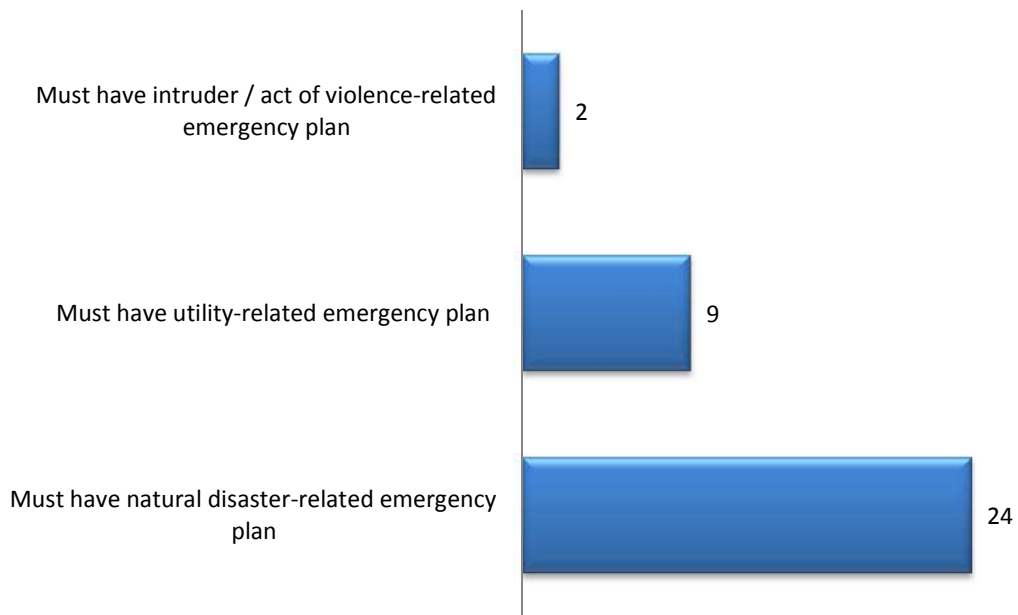 Must have intruder / act of violence-related
emergency plan
2
Must have utility-related emergency plan
9
Must have natural disaster-related emergency
plan
24